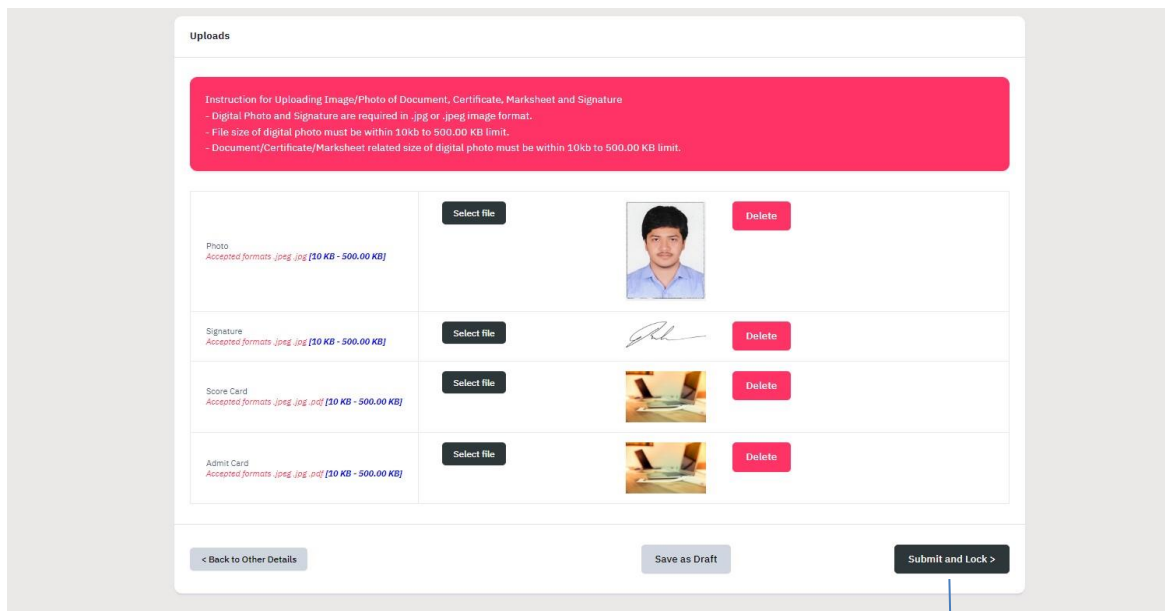 Uploads
Instruction for Uploading Image/Photo of Document, Certificate, Marksheet and Signature
- Digital Photo and Signature are required in .jpg or .jpeg image format.
- File size of digital photo must be within 10kb to 500.00 KB limit.
- Document/Certificate/Marksheet related size of digital photo must be within 10kb to 500.00 KB limit.
Photo
Accepted formats .jpeg .jpg [10 KB - 500.00 KB]
Select file
Delete
Signature
Accepted formats .jpeg .jpg [10 KB - 500.00 KB]
Select file
Delete
Score Card
Accepted formats .jpeg .jpg .pdf [10 KB - 500.00 KB]
Select file
Delete
Admit Card
Accepted formats .jpeg .jpg .pdf [10 KB - 500.00 KB]
Select file
Delete
< Back to Other Details
Save as Draft
Submit and Lock >